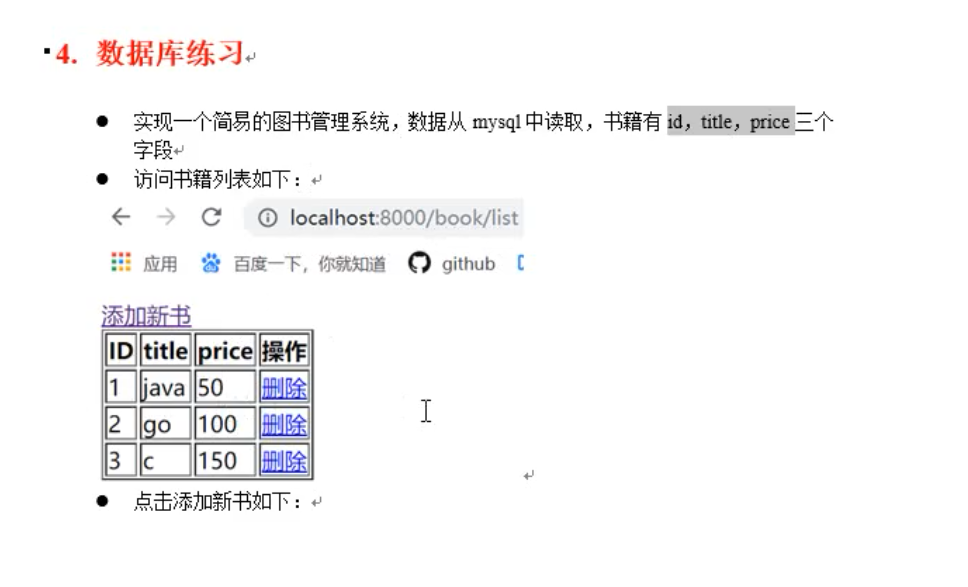 4. 数据库练习
● 实现一个简易的图书管理系统，数据从 mysql 中读取，书籍有 id，title，price 三个
字段
● 访问书籍列表如下：
localhost:8000/book/list
应用 百度一下，你就知道 github
添加新书
ID title price 操作
1 java 50 删除
2 go 100 删除
3 c 150 删除
● 点击添加新书如下：